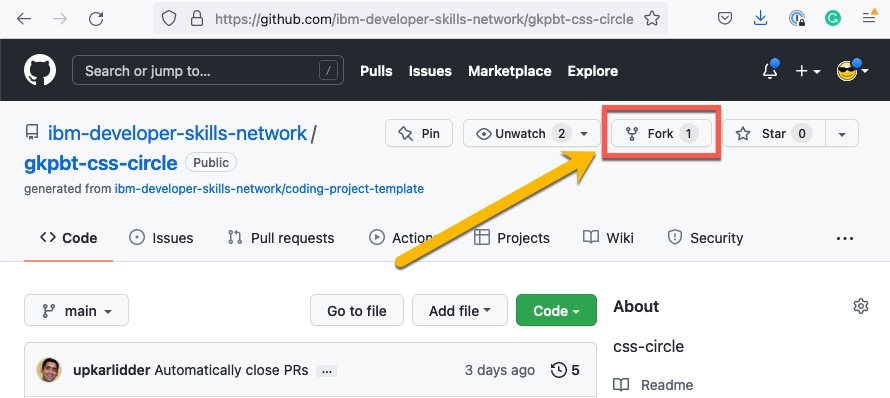 https://github.com/ibm-developer-skills-network/gkpbt-css-circle
Search or jump to... / Pulls Issues Marketplace Explore
ibm-developer-skills-network / Pin Unwatch 2 Fork 1 Star 0
gkpbt-css-circle Public
generated from ibm-developer-skills-network/coding-project-template
Code Issues Pull requests Actions Projects Wiki Security ...
main Go to file Add file Code About
css-circle
upkarlidder Automatically close PRs ... 3 days ago 5
Readme